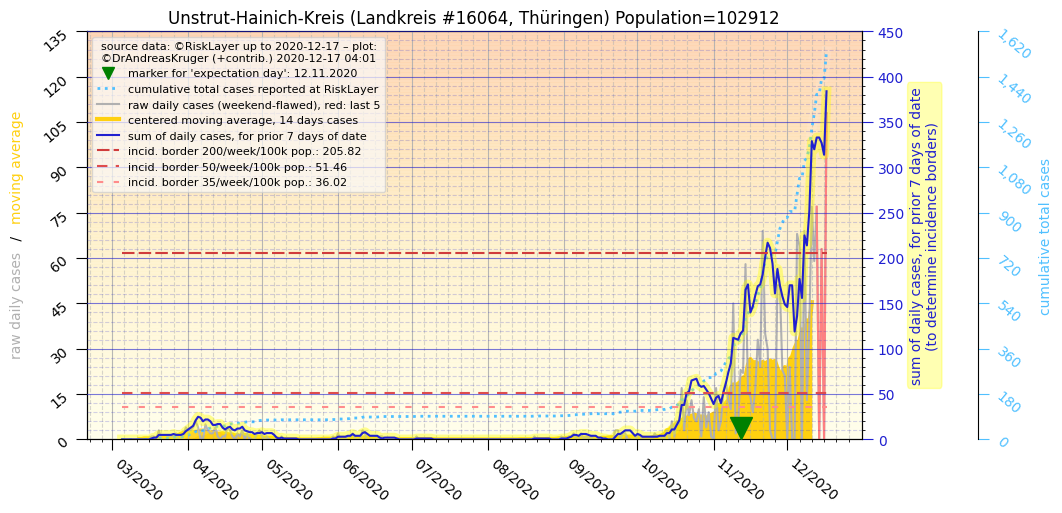 Unstrut-Hainich-Kreis (Landkreis #16064, Thüringen) Population=102912
source data: ©RiskLayer up to 2020-12-17 – plot:
©DrAndreasKruger (+contrib.) 2020-12-17 04:01
marker for 'expectation day': 12.11.2020
cumulative total cases reported at RiskLayer
raw daily cases (weekend-flawed), red: last 5
centered moving average, 14 days cases
sum of daily cases, for prior 7 days of date
incid. border 200/week/100k pop.: 205.82
incid. border 50/week/100k pop.: 51.46
incid. border 35/week/100k pop.: 36.02
raw daily cases / moving average
135
120
105
90
75
60
45
30
15
0
03/2020
04/2020
05/2020
06/2020
07/2020
08/2020
09/2020
10/2020
11/2020
12/2020
450
400
350
300
250
200
150
100
50
0
sum of daily cases, for prior 7 days of date
(to determine incidence borders)
1,620
1,440
1,260
1,080
900
720
540
360
180
0
cumulative total cases